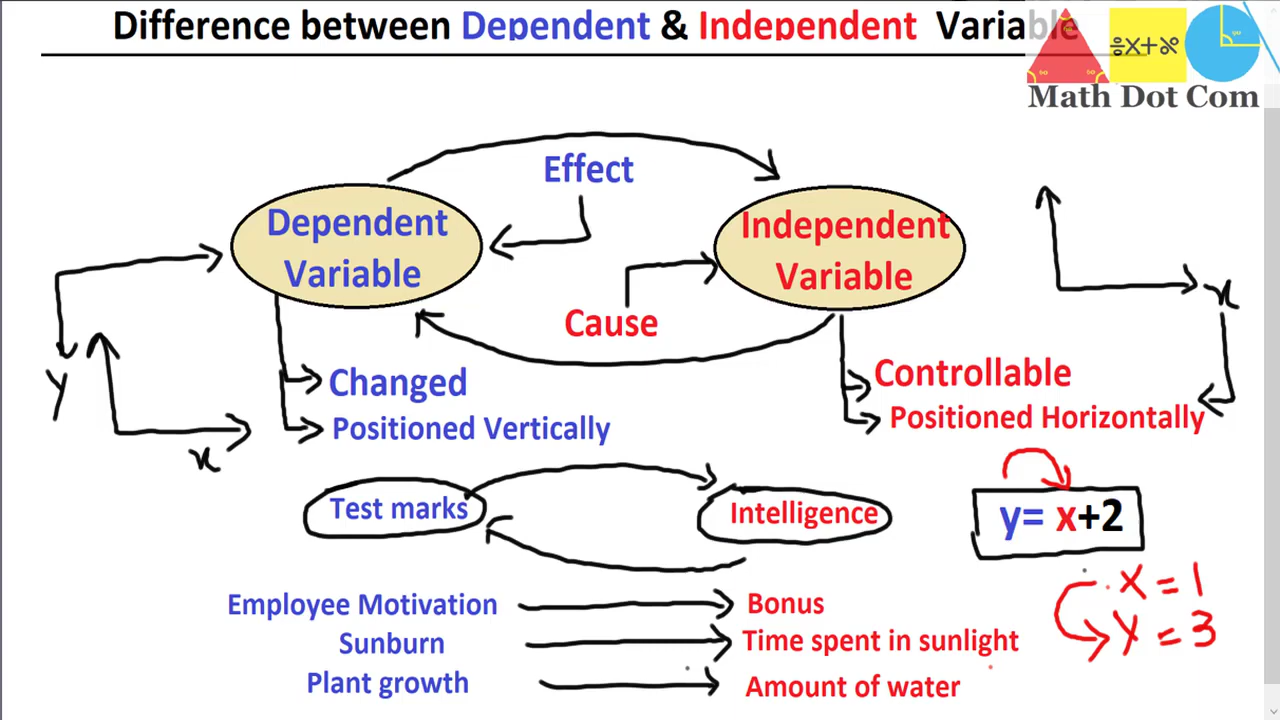 Difference between Dependent & Independent Variable
÷x+%
Math Dot Com
Effect
Dependent
Variable
Independent
Variable
Cause
x
y
x
Changed
Positioned Vertically
Controllable
Positioned Horizontally
Test marks
Intelligence
y= x+2
x = 1
y = 3
Employee Motivation
Bonus
Sunburn
Time spent in sunlight
Plant growth
Amount of water